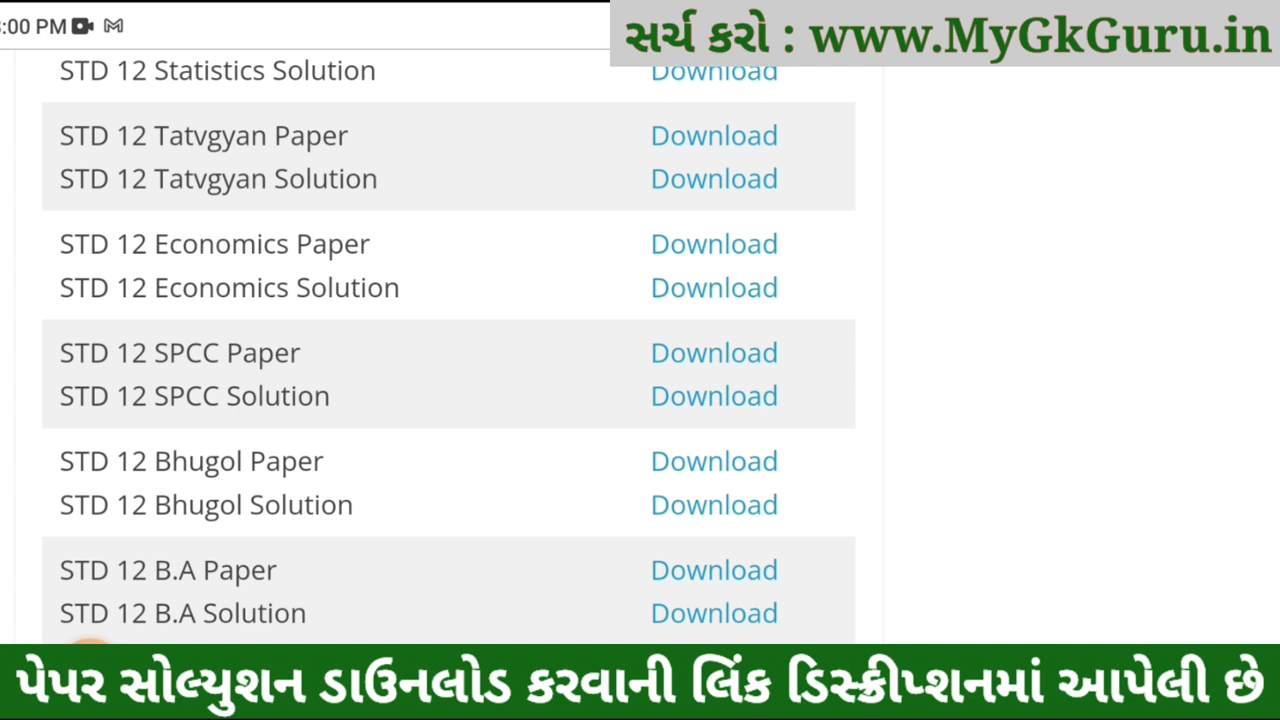 :00 PM
સર્ચ કરો : www.MyGkGuru.in
STD 12 Statistics Solution Download
STD 12 Tatvgyan Paper Download
STD 12 Tatvgyan Solution Download
STD 12 Economics Paper Download
STD 12 Economics Solution Download
STD 12 SPCC Paper Download
STD 12 SPCC Solution Download
STD 12 Bhugol Paper Download
STD 12 Bhugol Solution Download
STD 12 B.A Paper Download
STD 12 B.A Solution Download
પેપર સોલ્યુશન ડાઉનલોડ કરવાની લિંક ડિસ્ક્રીપ્શનમાં આપેલી છે